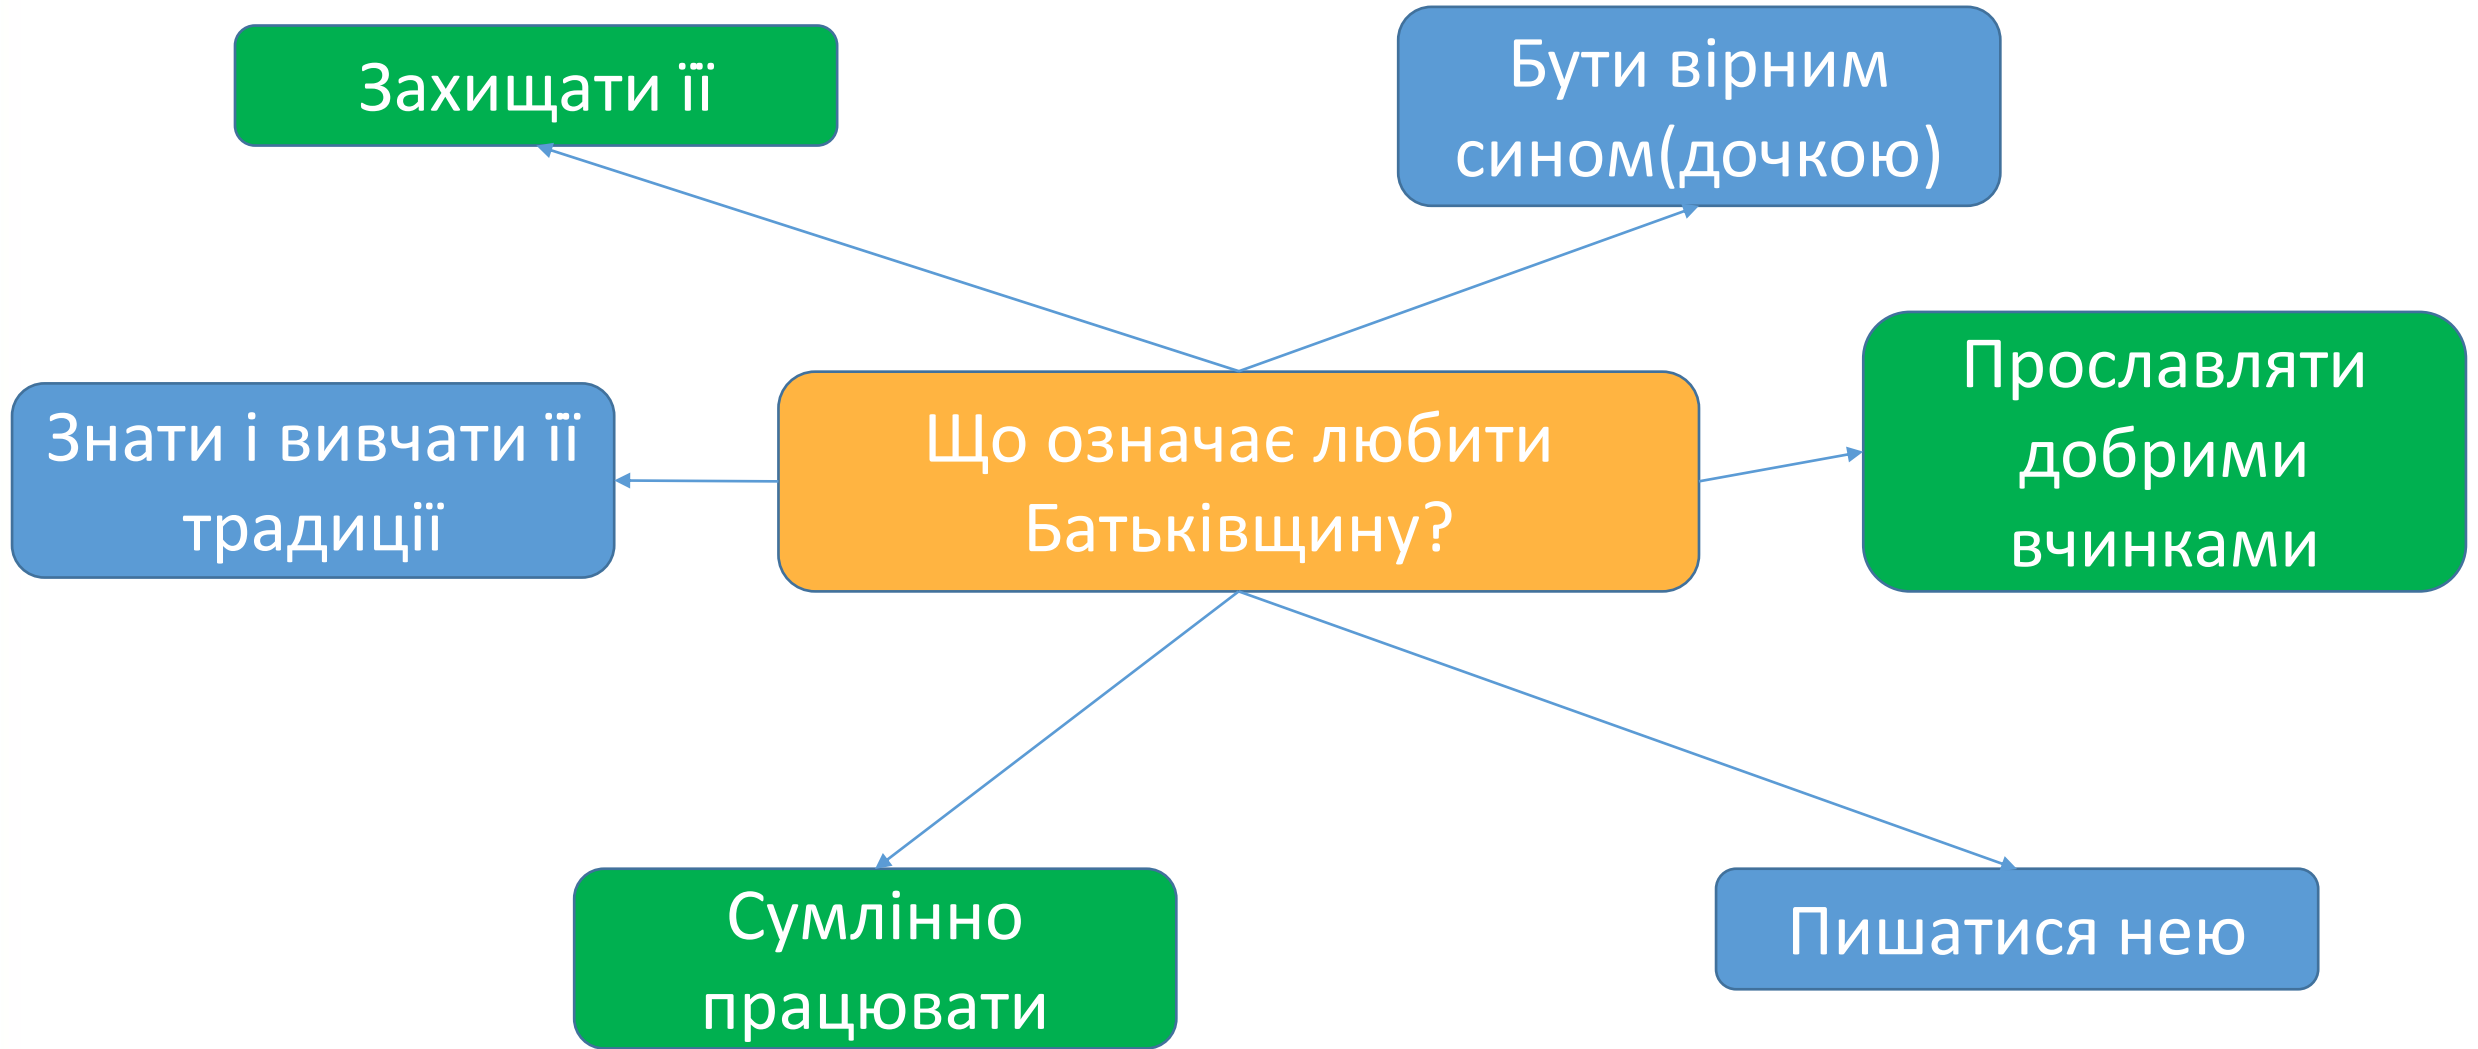 Захищати її
Бути вірним
сином(дочкою)
Знати і вивчати її
традиції
Що означає любити
Батьківщину?
Прославляти
добрими
вчинками
Сумлінно
працювати
Пишатися нею